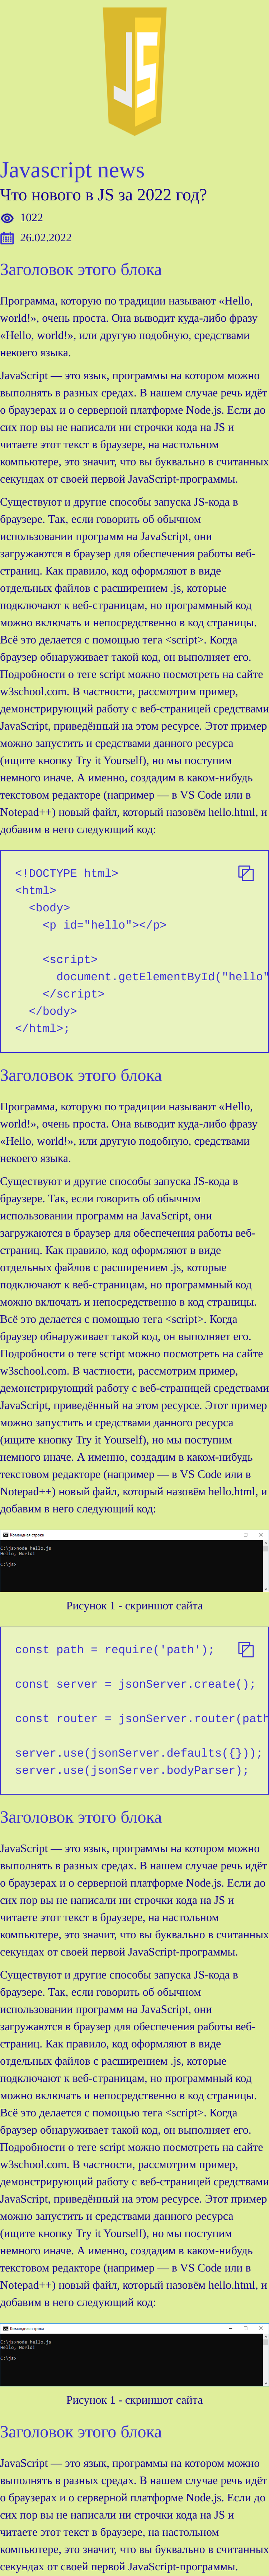 JS
Javascript news
Что нового в JS за 2022 год?
1022
26.02.2022
Заголовок этого блока
Программа, которую по традиции называют «Hello,
world!», очень проста. Она выводит куда-либо фразу
«Hello, world!», или другую подобную, средствами
некоего языка.
JavaScript — это язык, программы на котором можно
выполнять в разных средах. В нашем случае речь идёт
о браузерах и о серверной платформе Node.js. Если до
сих пор вы не написали ни строчки кода на JS и
читаете этот текст в браузере, на настольном
компьютере, это значит, что вы буквально в считанных
секундах от своей первой JavaScript-программы.
Существуют и другие способы запуска JS-кода в
браузере. Так, если говорить об обычном
использовании программ на JavaScript, они
загружаются в браузер для обеспечения работы веб-
страниц. Как правило, код оформляют в виде
отдельных файлов с расширением .js, которые
подключают к веб-страницам, но программный код
можно включать и непосредственно в код страницы.
Всё это делается с помощью тега <script>. Когда
браузер обнаруживает такой код, он выполняет его.
Подробности о теге script можно посмотреть на сайте
w3school.com. В частности, рассмотрим пример,
демонстрирующий работу с веб-страницей средствами
JavaScript, приведённый на этом ресурсе. Этот пример
можно запустить и средствами данного ресурса
(ищите кнопку Try it Yourself), но мы поступим
немного иначе. А именно, создадим в каком-нибудь
текстовом редакторе (например — в VS Code или в
Notepad++) новый файл, который назовём hello.html, и
добавим в него следующий код:
<!DOCTYPE html>
<html>
<body>
<p id="hello"></p>
<script>
document.getElementById("hello"
</script>
</body>
</html>;
Заголовок этого блока
Программа, которую по традиции называют «Hello,
world!», очень проста. Она выводит куда-либо фразу
«Hello, world!», или другую подобную, средствами
некоего языка.
Существуют и другие способы запуска JS-кода в
браузере. Так, если говорить об обычном
использовании программ на JavaScript, они
загружаются в браузер для обеспечения работы веб-
страниц. Как правило, код оформляют в виде
отдельных файлов с расширением .js, которые
подключают к веб-страницам, но программный код
можно включать и непосредственно в код страницы.
Всё это делается с помощью тега <script>. Когда
браузер обнаруживает такой код, он выполняет его.
Подробности о теге script можно посмотреть на сайте
w3school.com. В частности, рассмотрим пример,
демонстрирующий работу с веб-страницей средствами
JavaScript, приведённый на этом ресурсе. Этот пример
можно запустить и средствами данного ресурса
(ищите кнопку Try it Yourself), но мы поступим
немного иначе. А именно, создадим в каком-нибудь
текстовом редакторе (например — в VS Code или в
Notepad++) новый файл, который назовём hello.html, и
добавим в него следующий код:
Командная строка
C:\js>node hello.js
Hello, World!
C:\js>
Рисунок 1 - скриншот сайта
const path = require('path');
const server = jsonServer.create();
const router = jsonServer.router(path
server.use(jsonServer.defaults({}));
server.use(jsonServer.bodyParser);
Заголовок этого блока
JavaScript — это язык, программы на котором можно
выполнять в разных средах. В нашем случае речь идёт
о браузерах и о серверной платформе Node.js. Если до
сих пор вы не написали ни строчки кода на JS и
читаете этот текст в браузере, на настольном
компьютере, это значит, что вы буквально в считанных
секундах от своей первой JavaScript-программы.
Существуют и другие способы запуска JS-кода в
браузере. Так, если говорить об обычном
использовании программ на JavaScript, они
загружаются в браузер для обеспечения работы веб-
страниц. Как правило, код оформляют в виде
отдельных файлов с расширением .js, которые
подключают к веб-страницам, но программный код
можно включать и непосредственно в код страницы.
Всё это делается с помощью тега <script>. Когда
браузер обнаруживает такой код, он выполняет его.
Подробности о теге script можно посмотреть на сайте
w3school.com. В частности, рассмотрим пример,
демонстрирующий работу с веб-страницей средствами
JavaScript, приведённый на этом ресурсе. Этот пример
можно запустить и средствами данного ресурса
(ищите кнопку Try it Yourself), но мы поступим
немного иначе. А именно, создадим в каком-нибудь
текстовом редакторе (например — в VS Code или в
Notepad++) новый файл, который назовём hello.html, и
добавим в него следующий код:
Командная строка
C:\js>node hello.js
Hello, World!
C:\js>
Рисунок 1 - скриншот сайта
Заголовок этого блока
JavaScript — это язык, программы на котором можно
выполнять в разных средах. В нашем случае речь идёт
о браузерах и о серверной платформе Node.js. Если до
сих пор вы не написали ни строчки кода на JS и
читаете этот текст в браузере, на настольном
компьютере, это значит, что вы буквально в считанных
секундах от своей первой JavaScript-программы.